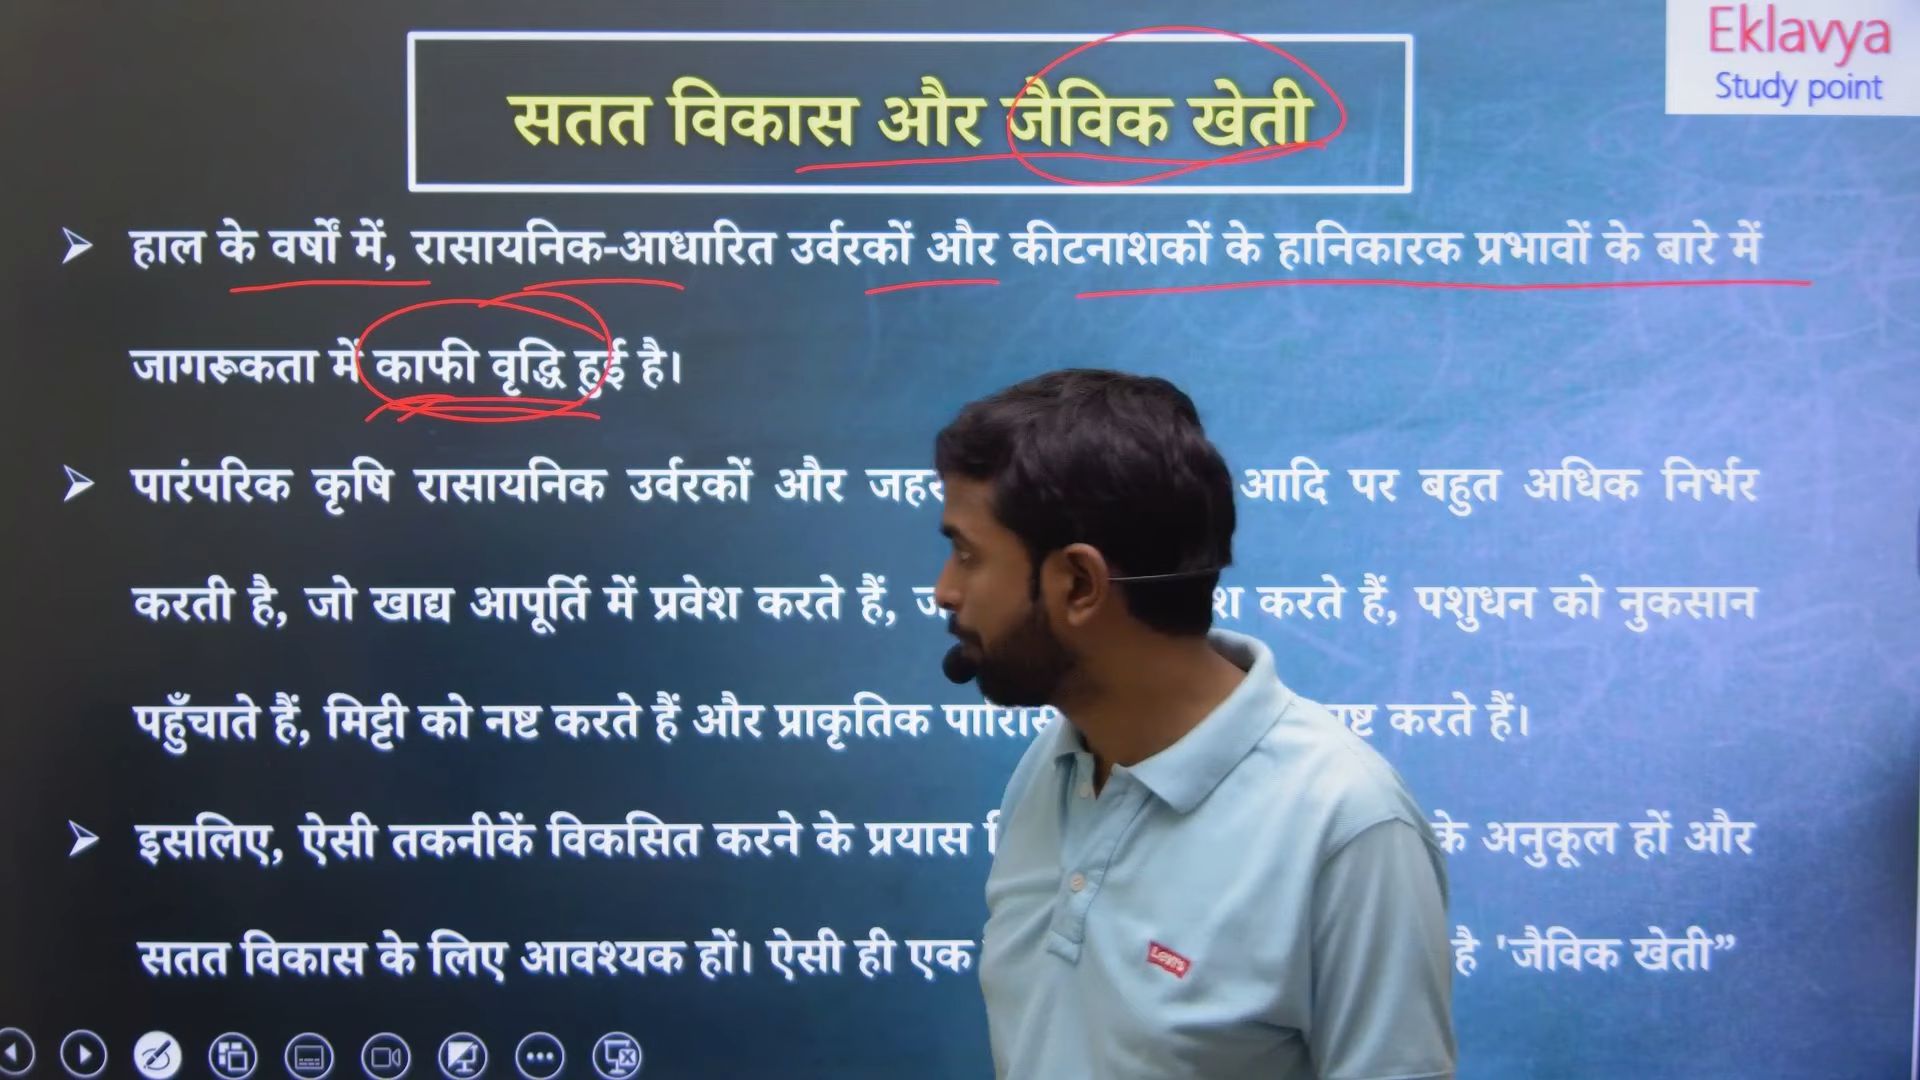 Eklavya
Study point
सतत विकास और जैविक खेती
हाल के वर्षों में, रासायनिक-आधारित उर्वरकों और कीटनाशकों के हानिकारक प्रभावों के बारे में
जागरूकता में काफी वृद्धि हुई है।
पारंपरिक कृषि रासायनिक उर्वरकों और आदि पर बहुत अधिक निर्भर
करती है, जो खाद्य आपूर्ति में प्रवेश करते हैं, करते हैं, पशुधन को नुकसान
पहुँचाते हैं, मिट्टी को नष्ट करते हैं और प्राकृतिक करते हैं।
इसलिए, ऐसी तकनीकें विकसित करने के प्रयास के अनुकूल हों और
सतत विकास के लिए आवश्यक हों। ऐसी ही एक है 'जैविक खेती”
Levi's